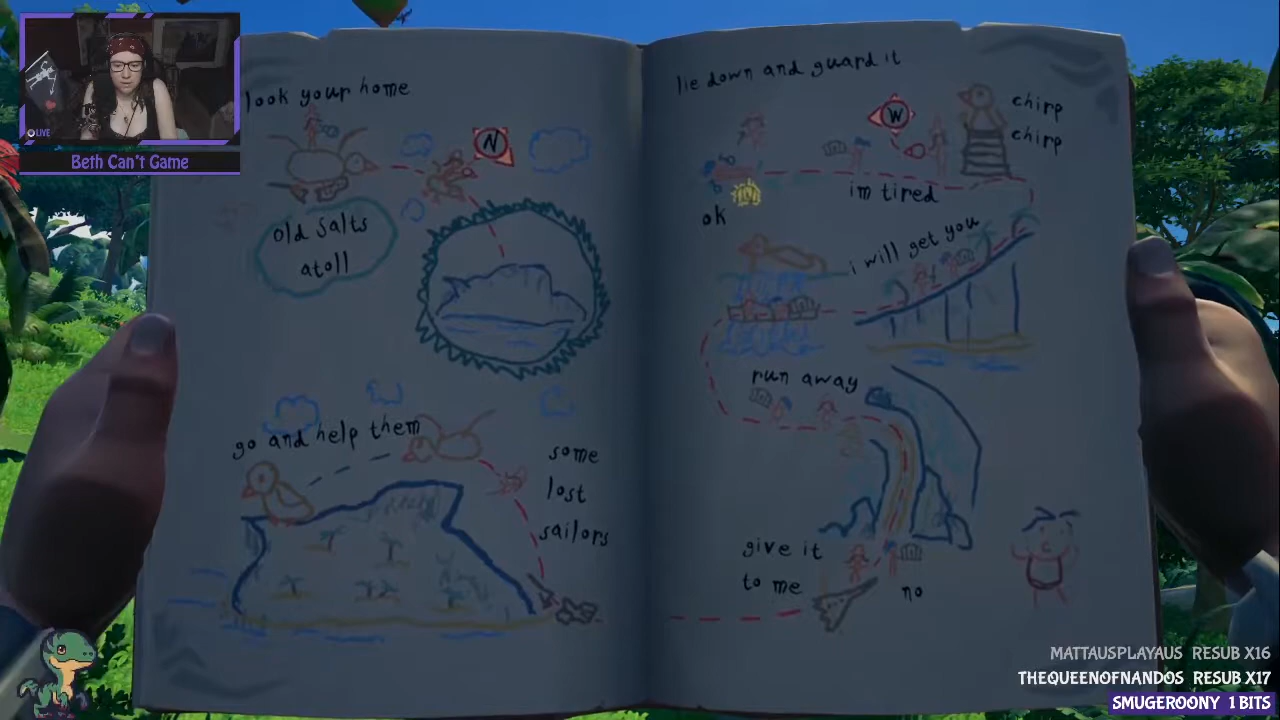 LIVE
Beth Can't Game
look your home
N
old salts
atoll
go and help them
some
lost
sailors
lie down and guard it
W
chirp
chirp
im tired
ok
i will get you
run away
give it
to me
no
MATTAUSPLAYAUS RESUB X16
THEQUEENOFNANDOS RESUB X17
SMUGEROONY 1 BITS